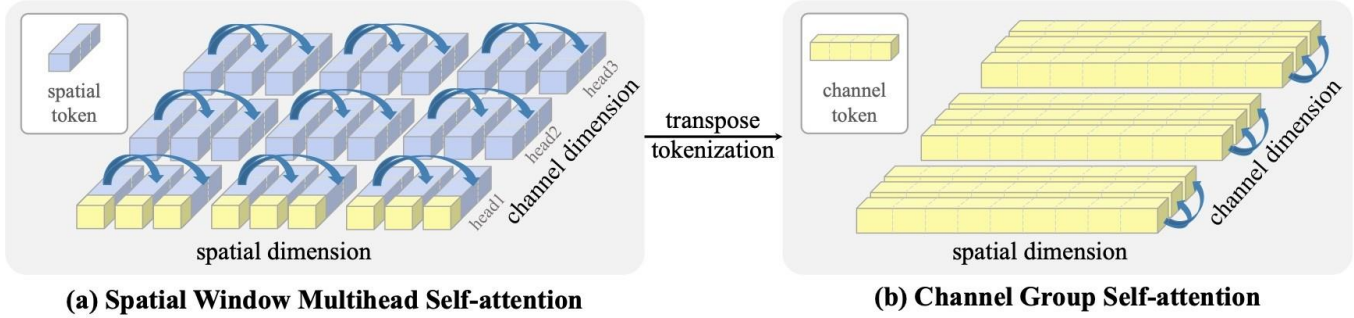 spatial
token
head3
head2
head1
channel dimension
spatial dimension
(a) Spatial Window Multihead Self-attention
transpose
tokenization
channel
token
channel dimension
spatial dimension
(b) Channel Group Self-attention